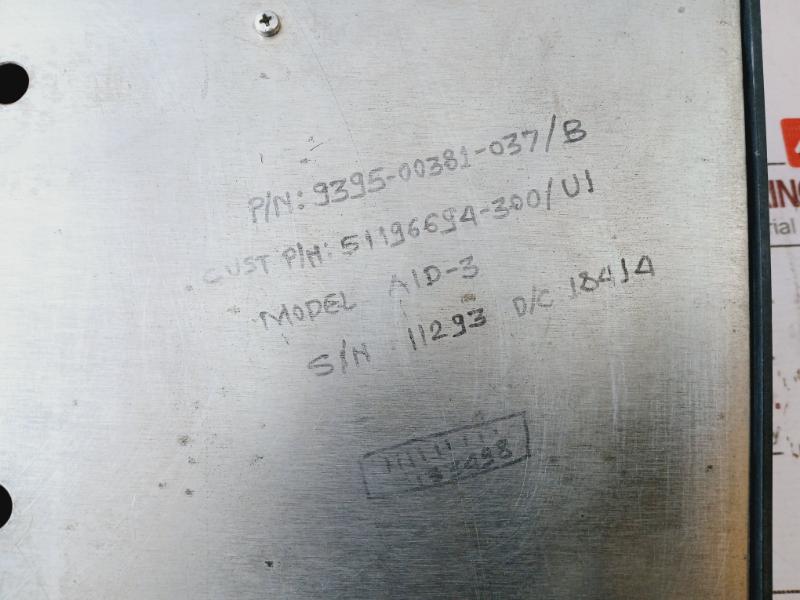 P/N: 9395-00381-037/B
CUST P/N: 51196694-300/U1
MODEL AID-3
S/N 11293 D/C 1841A